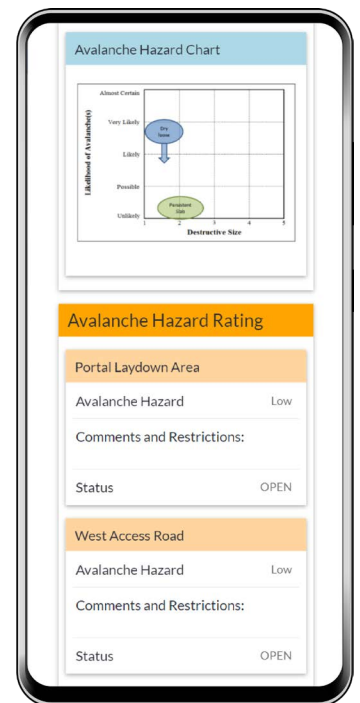 Avalanche Hazard Chart
Likelihood of Avalanche(s)
Almost Certain
Very Likely
Likely
Possible
Unlikely
Dry
loose
Persistent
Slab
1 2 3 4 5
Destructive Size
Avalanche Hazard Rating
Portal Laydown Area
Avalanche Hazard Low
Comments and Restrictions:
Status OPEN
West Access Road
Avalanche Hazard Low
Comments and Restrictions:
Status OPEN